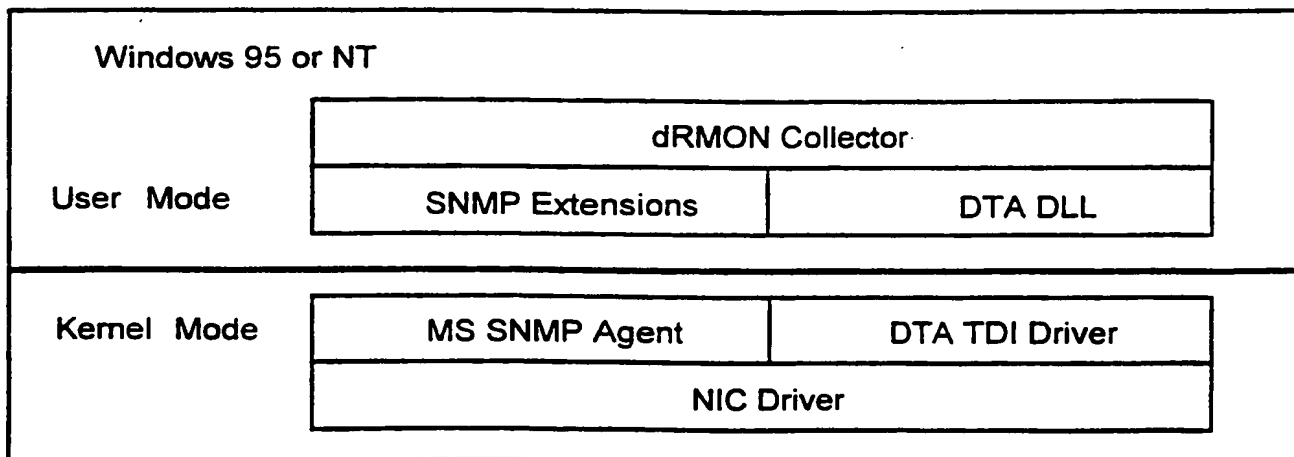 Windows 95 or NT
dRMON Collector
User Mode
SNMP Extensions
DTA DLL
Kernel Mode
MS SNMP Agent
DTA TDI Driver
NIC Driver